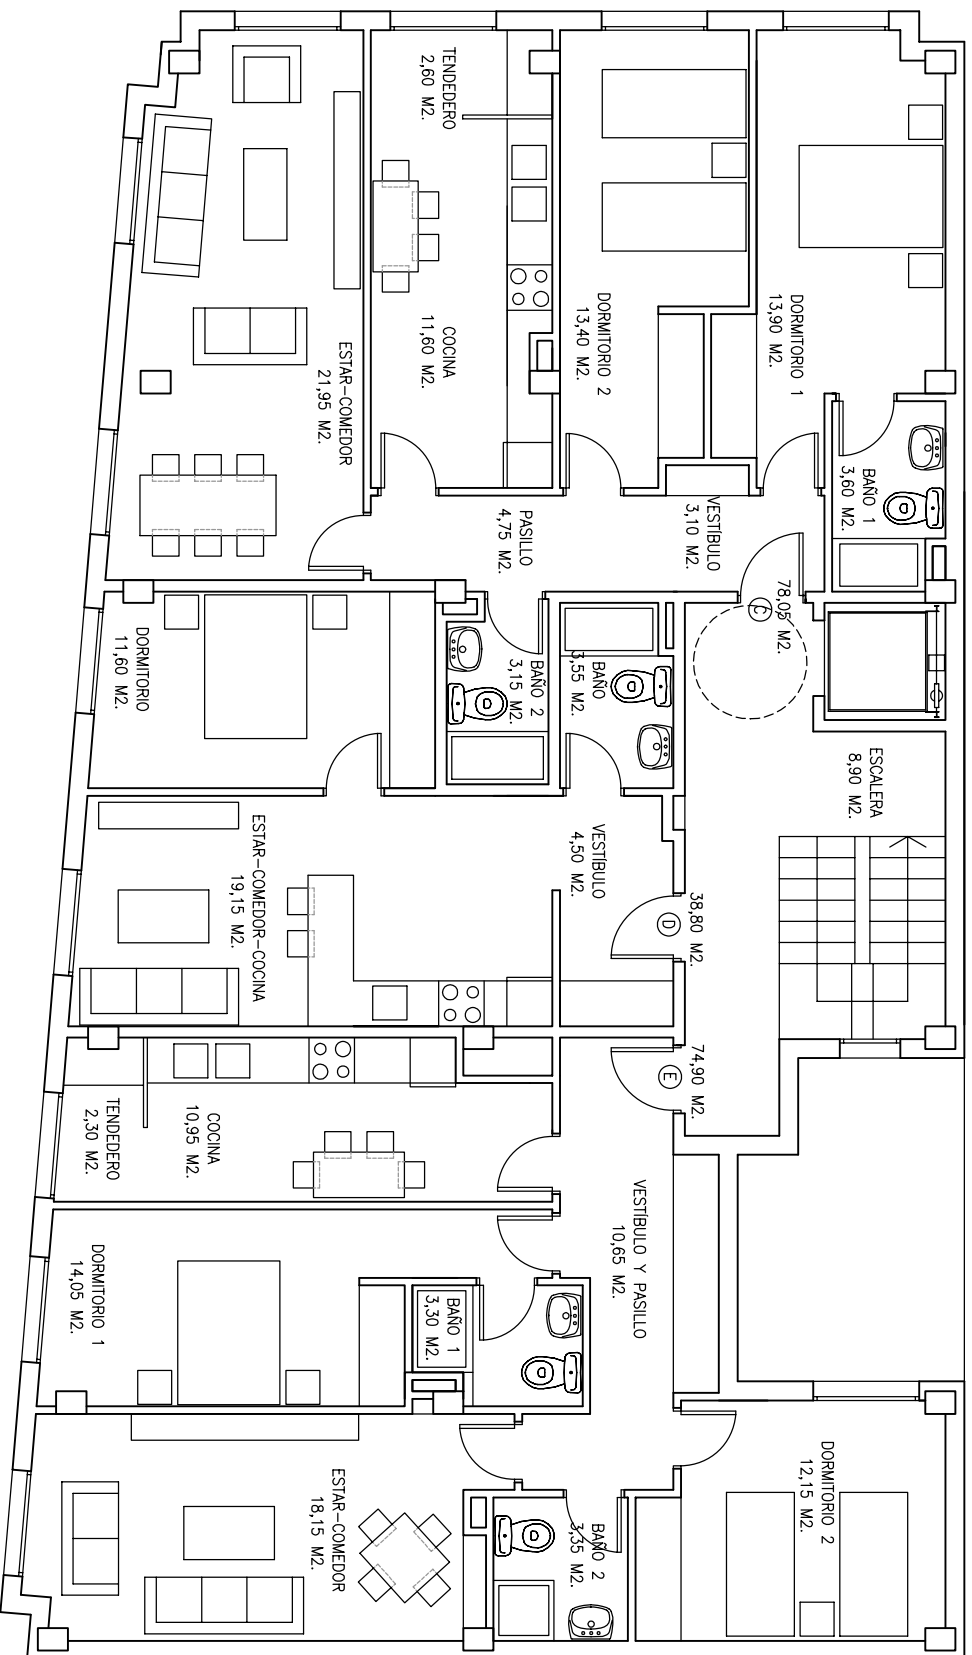 TENDEDERO
2,60 M2.
COCINA
11,60 M2.
DORMITORIO 2
13,40 M2.
DORMITORIO 1
13,90 M2.
ESTAR-COMEDOR
21,95 M2.
BAÑO 1
3,60 M2.
PASILLO
4,75 M2.
VESTÍBULO
3,10 M2.
78,05 M2.
C
DORMITORIO
11,60 M2.
BAÑO 2
3,15 M2.
BAÑO
3,55 M2.
ESCALERA
8,90 M2.
ESTAR-COMEDOR-COCINA
19,15 M2.
VESTÍBULO
4,50 M2.
38,80 M2.
D
74,90 M2.
E
TENDEDERO
2,30 M2.
COCINA
10,95 M2.
VESTÍBULO Y PASILLO
10,65 M2.
DORMITORIO 1
14,05 M2.
BAÑO 1
3,30 M2.
ESTAR-COMEDOR
18,15 M2.
BAÑO 2
3,35 M2.
DORMITORIO 2
12,15 M2.